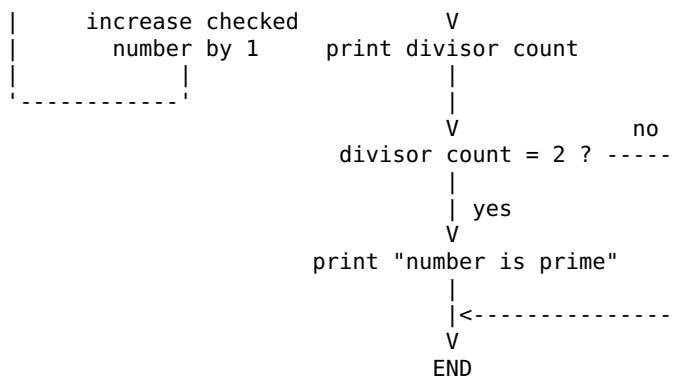 |     increase checked           V
|       number by 1     print divisor count
|             |                   |
'------------'                    |
                                 V             no
                         divisor count = 2 ? -----
                                 |
                                 | yes
                                 V
                       print "number is prime"
                                 |
                                 |<---------------
                                 V
                                END